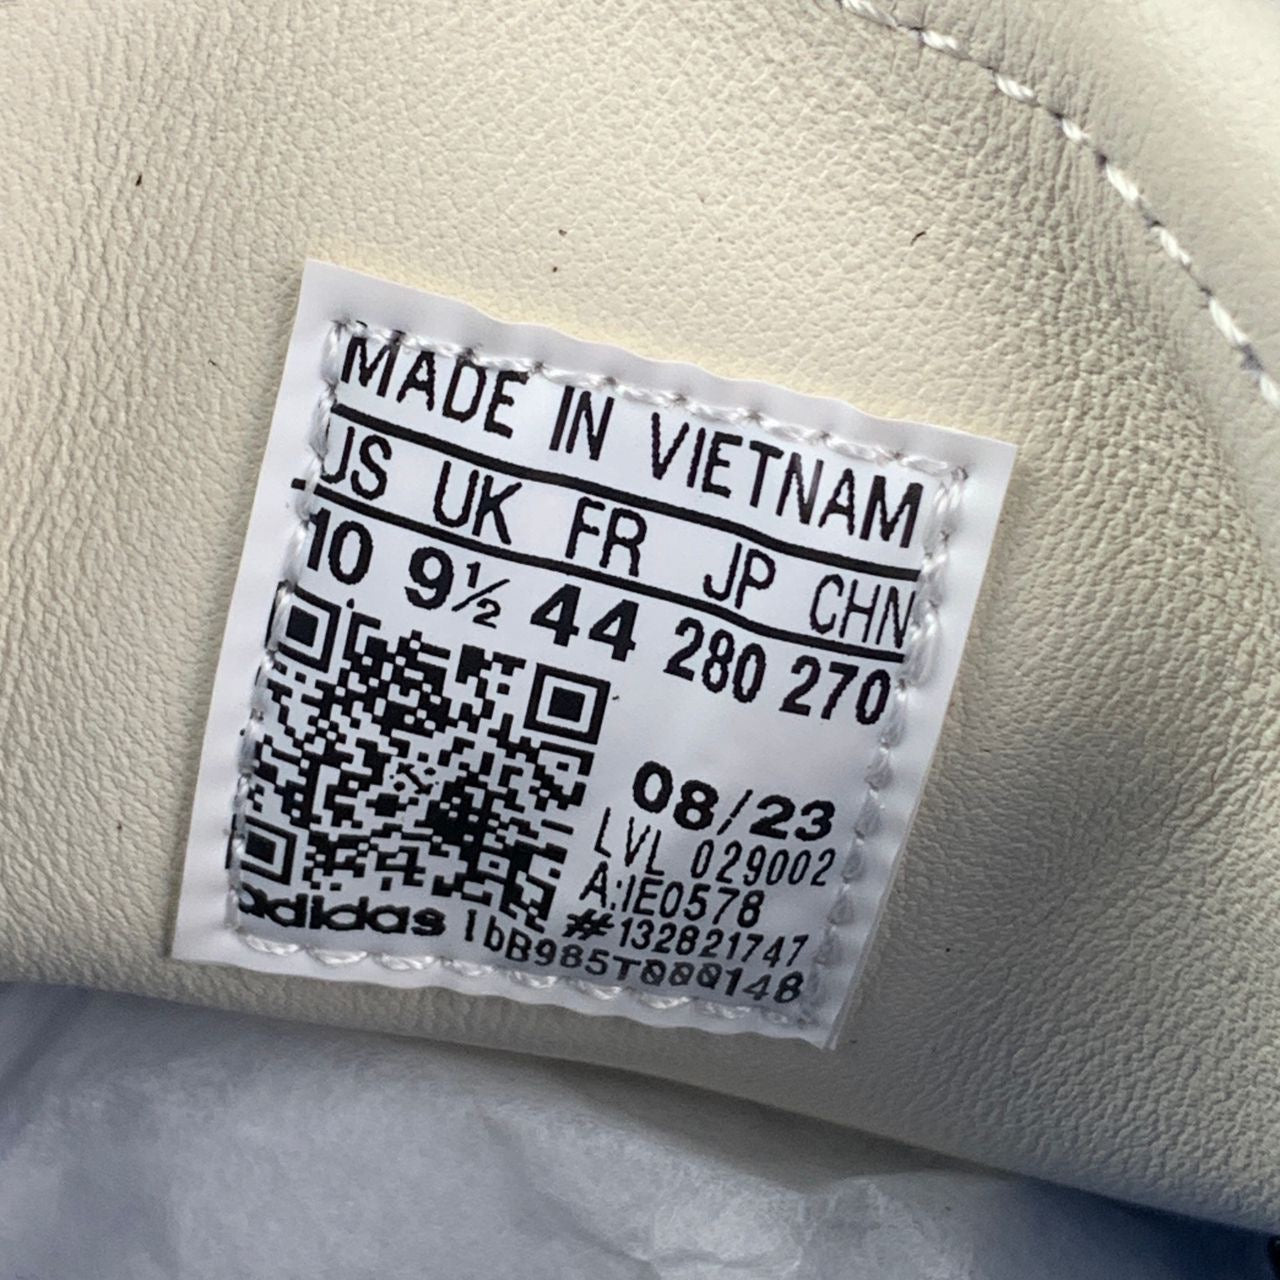 MADE IN VIETNAM
US UK FR JP CHN
10 9½ 44 280 270
08/23
LVL 029002
A:IE0578
#132821747
adidas lbB985T000148